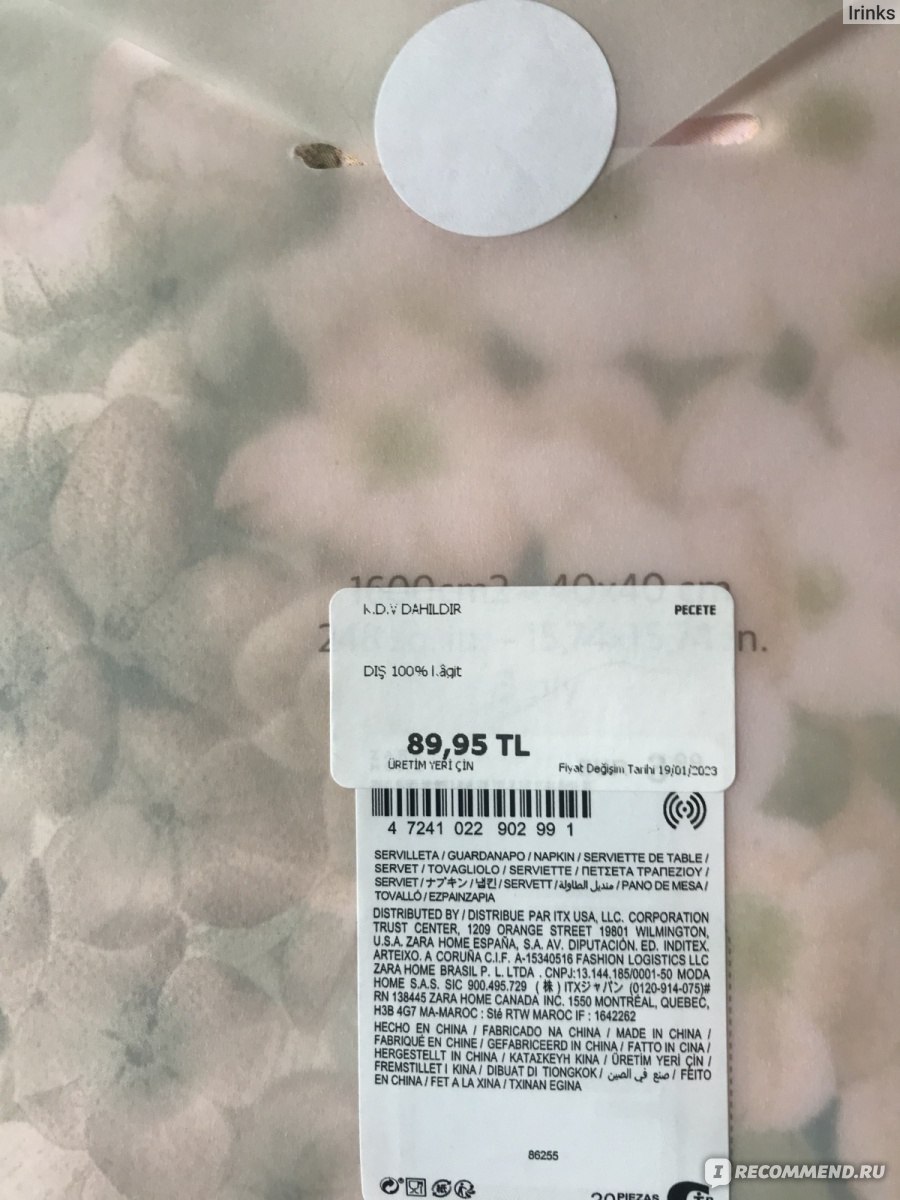 Irinks
1600cm2 - 40x40 cm
K.D.V DAHILDIR
PECETE
DIŞ 100% Kâgit
89,95 TL
ÜRETİM YERİ ÇİN
Fiyat Değişim Tarihi 19/01/2023
4 7241 022 902 99 1
SERVILLETA / GUARDANAPO / NAPKIN / SERVIETTE DE TABLE /
SERVET / TOVAGLIOLO / SERVIETTE / ΠΕΤΣΕΤΑ ΤΡΑΠΕΖΙΟΥ /
SERVIET / ナプキン / 냅킨 / SERVETT / منديل الطاولة / PANO DE MESA /
TOVALLÓ / EZPAINZAPIA
DISTRIBUTED BY / DISTRIBUE PAR ITX USA, LLC. CORPORATION
TRUST CENTER, 1209 ORANGE STREET 19801 WILMINGTON,
U.S.A. ZARA HOME ESPAÑA, S.A. AV. DIPUTACIÓN. ED. INDITEX.
ARTEIXO. A CORUÑA C.I.F. A-15340516 FASHION LOGISTICS LLC
ZARA HOME BRASIL P. L. LTDA . CNPJ:13.144.185/0001-50 MODA
HOME S.A.S. SIC 900.495.729 (株) ITXジャパン (0120-914-075)#
RN 138445 ZARA HOME CANADA INC. 1550 MONTRÉAL, QUEBEC,
H3B 4G7 MA-MAROC : Sté RTW MAROC IF : 1642262
HECHO EN CHINA / FABRICADO NA CHINA / MADE IN CHINA /
FABRIQUÉ EN CHINE / GEFABRICEERD IN CHINA / FATTO IN CINA /
HERGESTELLT IN CHINA / ΚΑΤΑΣΚΕΥΗ ΚΙΝΑ / ÜRETİM YERİ ÇİN /
FREMSTILLET I KINA / DIBUAT DI TIONGKOK / صنع في الصين / FEITO
EN CHINA / FET A LA XINA / TXINAN EGINA
86255
20 PIEZAS
IRECOMMEND.RU